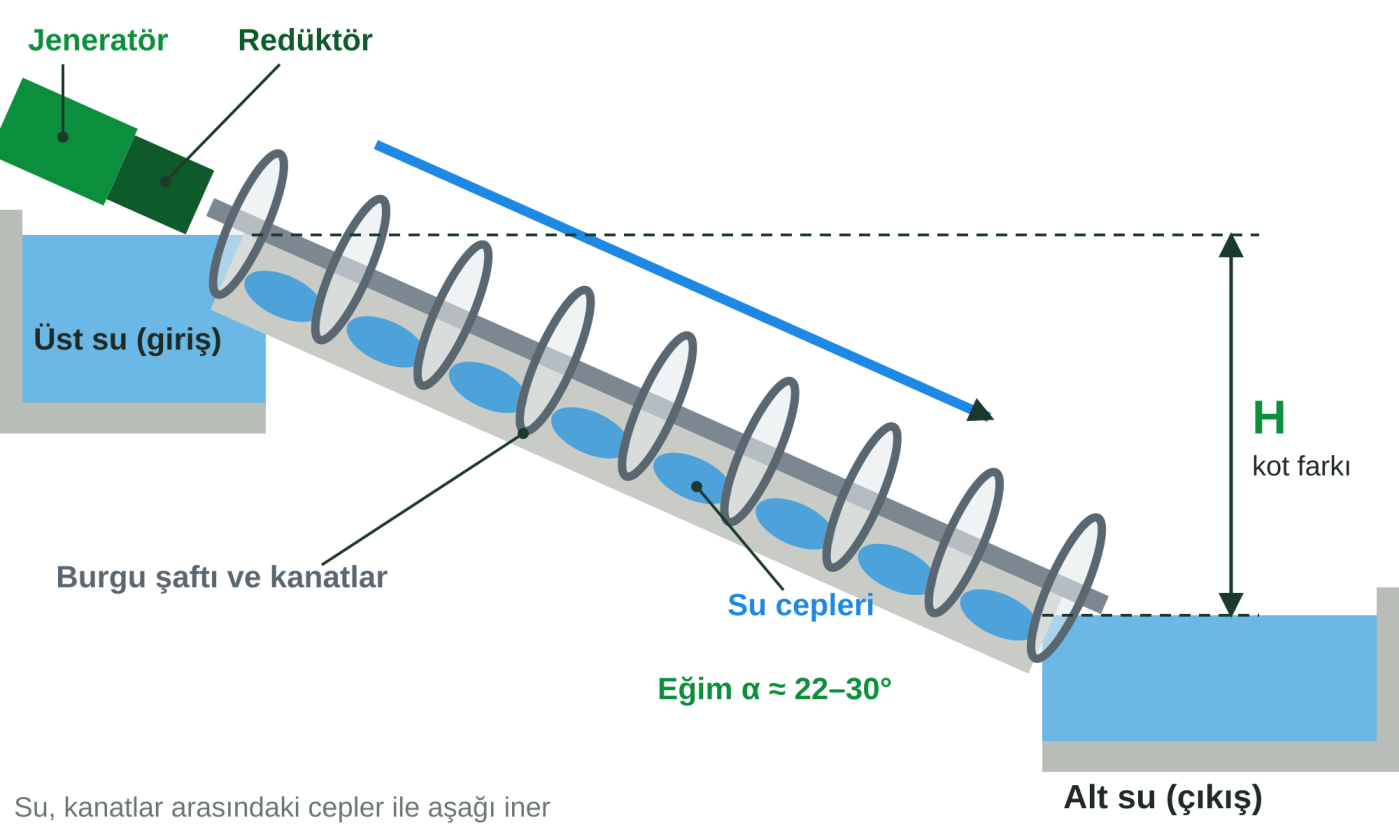 Jeneratör
Redüktör
Üst su (giriş)
H
kot farkı
Burgu şaftı ve kanatlar
Su cepleri
Eğim α ≈ 22–30°
Alt su (çıkış)
Su, kanatlar arasındaki cepler ile aşağı iner